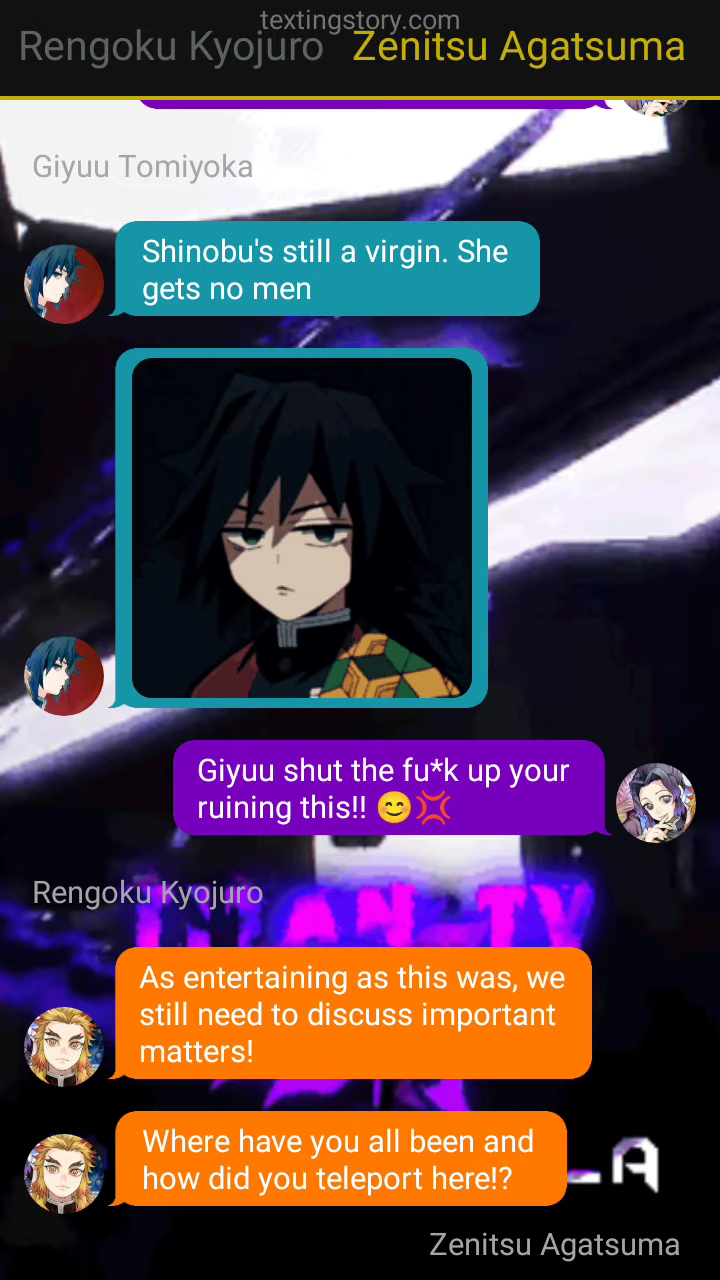 textingstory.com
Rengoku Kyojuro Zenitsu Agatsuma
Giyuu Tomiyoka
Shinobu's still a virgin. She
gets no men
Giyuu shut the fu*k up your
ruining this!! 😊💢
Rengoku Kyojuro
As entertaining as this was, we
still need to discuss important
matters!
Where have you all been and
how did you teleport here!?
Zenitsu Agatsuma